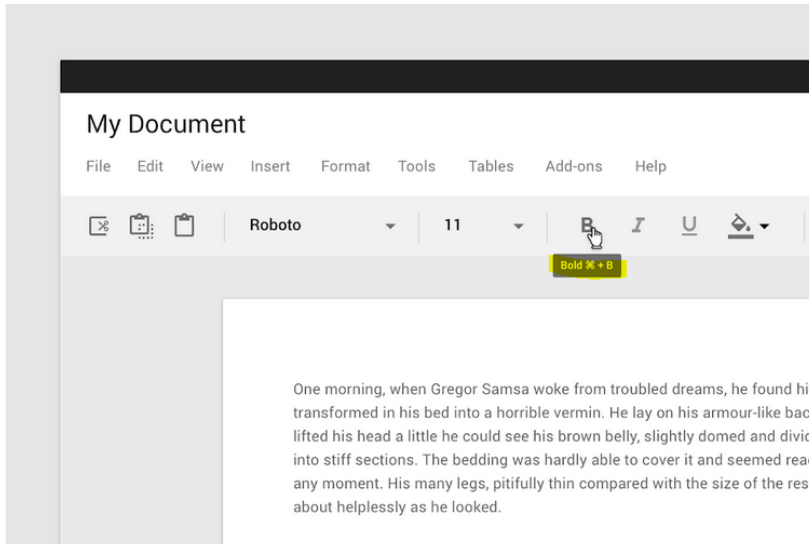 My Document
File Edit View Insert Format Tools Tables Add-ons Help
Roboto 11 B I U
Bold ⌘ + B
One morning, when Gregor Samsa woke from troubled dreams, he found hi
transformed in his bed into a horrible vermin. He lay on his armour-like bac
lifted his head a little he could see his brown belly, slightly domed and divid
into stiff sections. The bedding was hardly able to cover it and seemed rea
any moment. His many legs, pitifully thin compared with the size of the res
about helplessly as he looked.